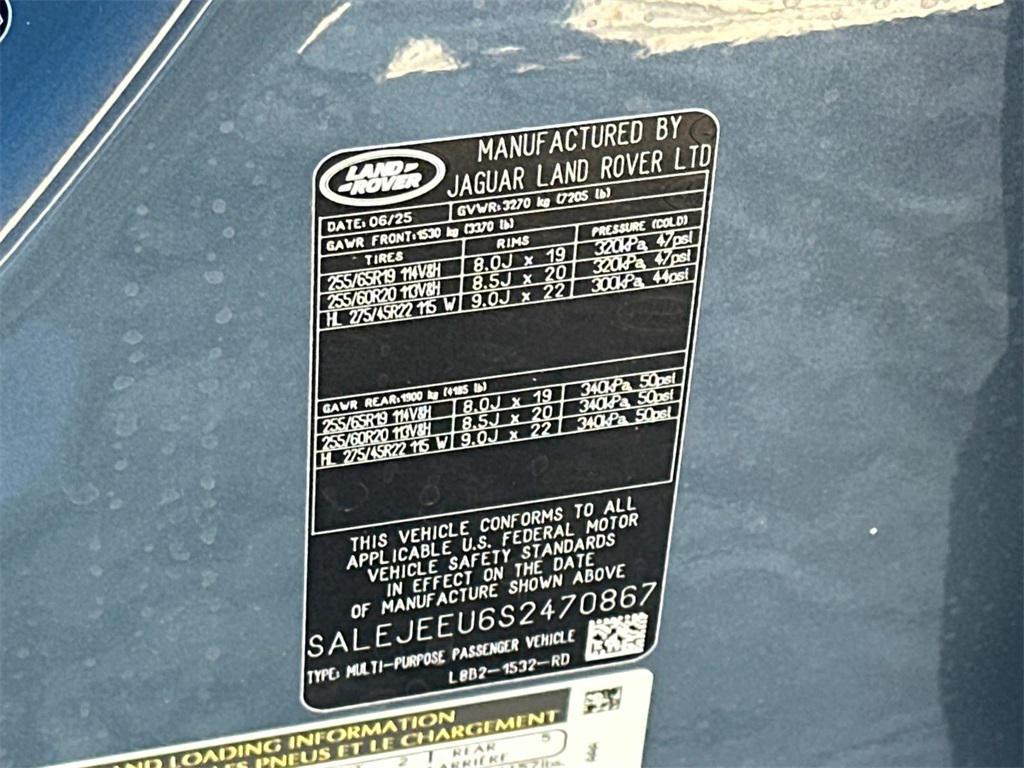 LAND-
-ROVER
MANUFACTURED BY
JAGUAR LAND ROVER LTD
DATE: 06/25 GVWR: 3270 kg (7205 lb)
GAWR FRONT: 1530 kg (3370 lb)
TIRES RIMS PRESSURE (COLD)
255/65R19 114V&H 8.0J x 19 320kPa, 47psi
255/60R20 113V&H 8.5J x 20 320kPa, 47psi
HL 275/45R22 115 W 9.0J x 22 300kPa, 44psi
GAWR REAR: 1900 kg (4185 lb)
255/65R19 114V&H 8.0J x 19 340kPa, 50psi
255/60R20 113V&H 8.5J x 20 340kPa, 50psi
HL 275/45R22 115 W 9.0J x 22 340kPa, 50psi
THIS VEHICLE CONFORMS TO ALL
APPLICABLE U.S. FEDERAL MOTOR
VEHICLE SAFETY STANDARDS
IN EFFECT ON THE DATE
OF MANUFACTURE SHOWN ABOVE
SALEJEEU6S2470867
TYPE: MULTI-PURPOSE PASSENGER VEHICLE
L8B2-1532-RD
AND LOADING INFORMATION
LES PNEUS ET LE CHARGEMENT
2 REAR 5
ARRIÈRE